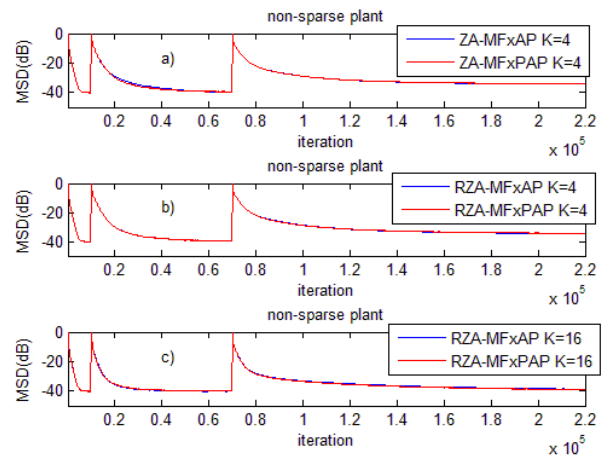 non-sparse plant
MSD(dB)
0
-20
-40
a)
ZA-MFxAP K=4
ZA-MFxPAP K=4
0.2 0.4 0.6 0.8 1 1.2 1.4 1.6 1.8 2 2.2
iteration
x 10^5
non-sparse plant
MSD(dB)
0
-20
-40
b)
RZA-MFxAP K=4
RZA-MFxPAP K=4
0.2 0.4 0.6 0.8 1 1.2 1.4 1.6 1.8 2 2.2
iteration
x 10^5
non-sparse plant
MSD(dB)
0
-20
-40
c)
RZA-MFxAP K=16
RZA-MFxPAP K=16
0.2 0.4 0.6 0.8 1 1.2 1.4 1.6 1.8 2 2.2
iteration
x 10^5